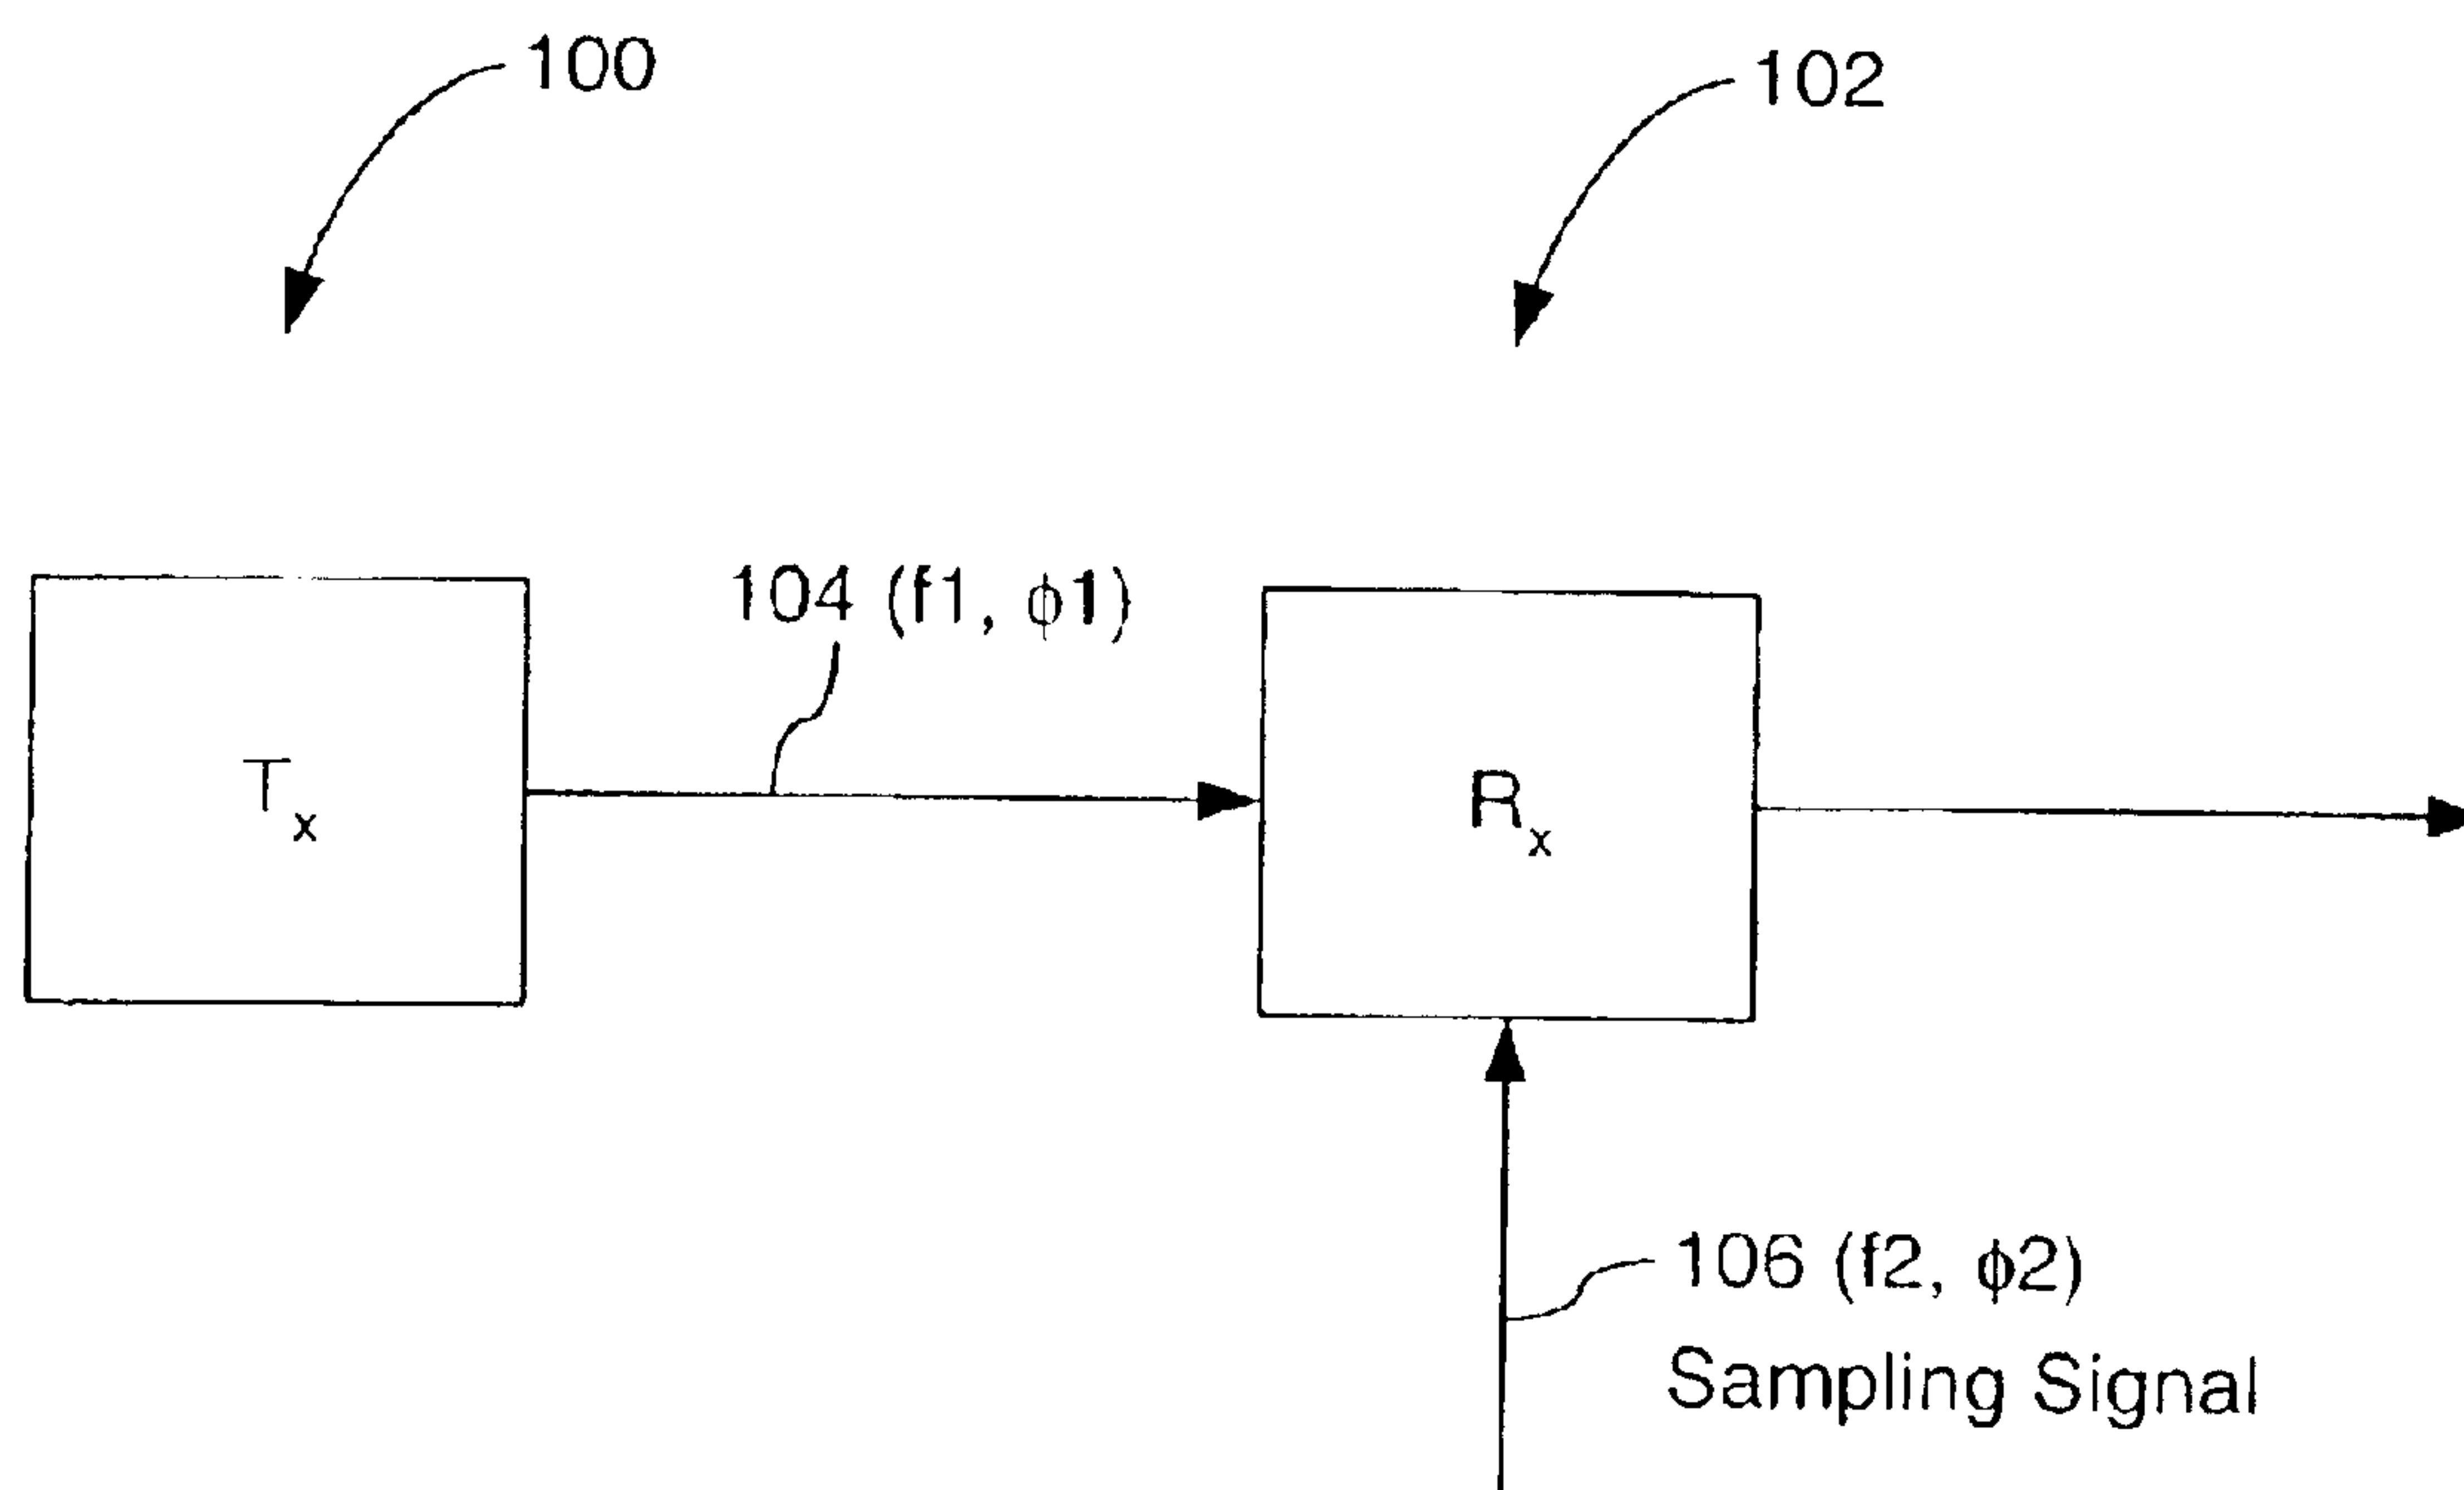 100
102
104 (f1, ϕ1)
Tx
Rx
106 (f2, ϕ2)
Sampling Signal